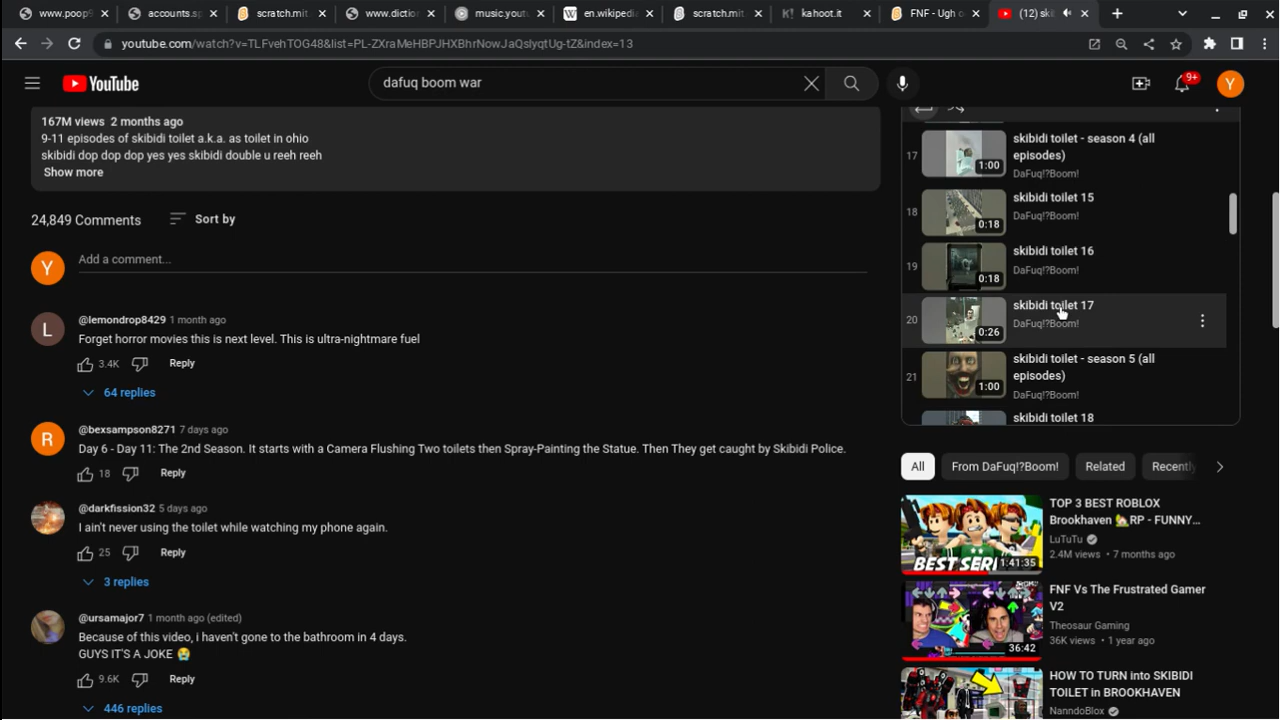 www.poop9
accounts.sp
scratch.mit.
www.diction
music.yout
en.wikipedi
scratch.mit.
kahoot.it
FNF - Ugh o
(12) ski
youtube.com/watch?v=TLFvehTOG48&list=PL-ZXraMeHBPJHXBhrNowJaQslyqtUg-tZ&index=13
YouTube
dafuq boom war
9+
Y
167M views 2 months ago
9-11 episodes of skibidi toilet a.k.a. as toilet in ohio
skibidi dop dop dop yes yes skibidi double u reeh reeh
Show more
24,849 Comments
Sort by
Y
Add a comment...
L
@lemondrop8429 1 month ago
Forget horror movies this is next level. This is ultra-nightmare fuel
3.4K
Reply
64 replies
R
@bexsampson8271 7 days ago
Day 6 - Day 11: The 2nd Season. It starts with a Camera Flushing Two toilets then Spray-Painting the Statue. Then They get caught by Skibidi Police.
18
Reply
@darkfission32 5 days ago
I ain't never using the toilet while watching my phone again.
25
Reply
3 replies
@ursamajor7 1 month ago (edited)
Because of this video, i haven't gone to the bathroom in 4 days.
GUYS IT'S A JOKE 😭
9.6K
Reply
446 replies
17
1:00
skibidi toilet - season 4 (all
episodes)
DaFuq!?Boom!
18
0:18
skibidi toilet 15
DaFuq!?Boom!
19
0:18
skibidi toilet 16
DaFuq!?Boom!
20
0:26
skibidi toilet 17
DaFuq!?Boom!
21
1:00
skibidi toilet - season 5 (all
episodes)
DaFuq!?Boom!
skibidi toilet 18
All
From DaFuq!?Boom!
Related
Recently
BEST SERI
1:41:35
TOP 3 BEST ROBLOX
Brookhaven 🏡RP - FUNNY...
LuTuTu
2.4M views • 7 months ago
36:42
FNF Vs The Frustrated Gamer
V2
Theosaur Gaming
36K views • 1 year ago
HOW TO TURN into SKIBIDI
TOILET in BROOKHAVEN
NanndoBlox